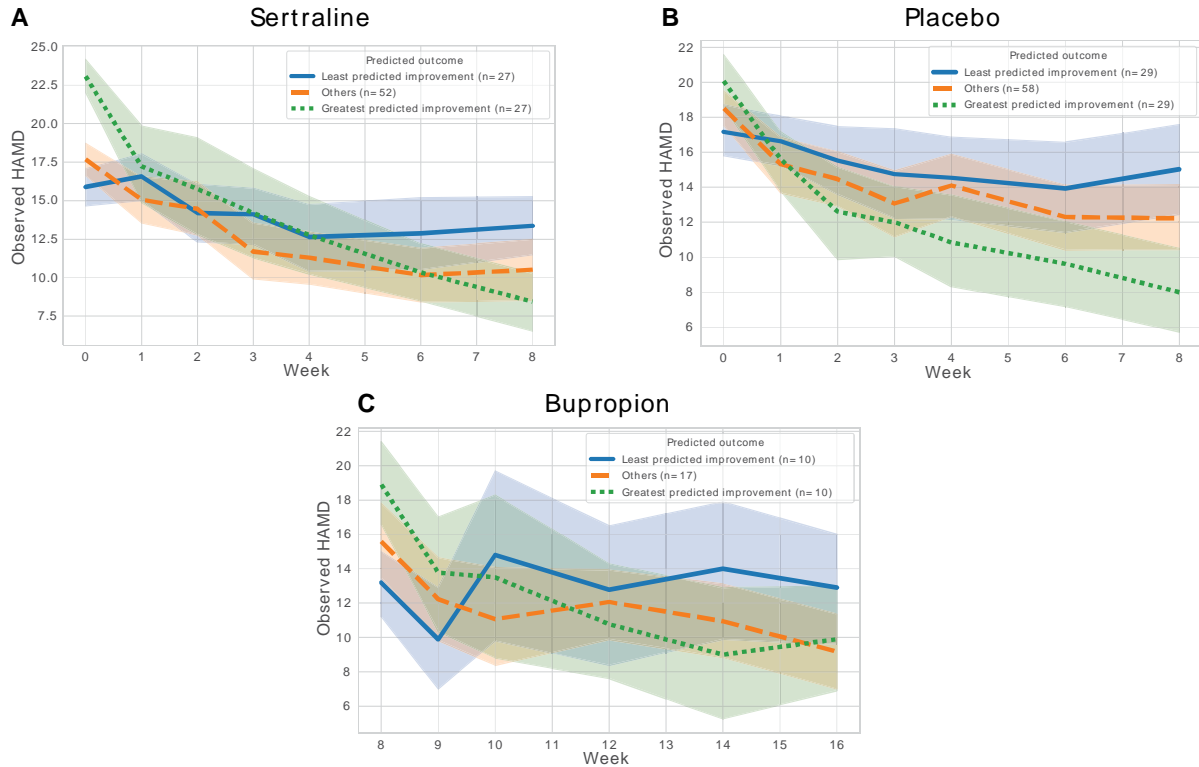 A
Sertraline
Observed HAMD
25.0
22.5
20.0
17.5
15.0
12.5
10.0
7.5
Predicted outcome
Least predicted improvement (n=27)
Others (n=52)
Greatest predicted improvement (n=27)
0 1 2 3 4 5 6 7 8
Week
B
Placebo
Observed HAMD
22
20
18
16
14
12
10
8
6
Predicted outcome
Least predicted improvement (n=29)
Others (n=58)
Greatest predicted improvement (n=29)
0 1 2 3 4 5 6 7 8
Week
C
Bupropion
Observed HAMD
22
20
18
16
14
12
10
8
6
Predicted outcome
Least predicted improvement (n=10)
Others (n=17)
Greatest predicted improvement (n=10)
8 9 10 11 12 13 14 15 16
Week